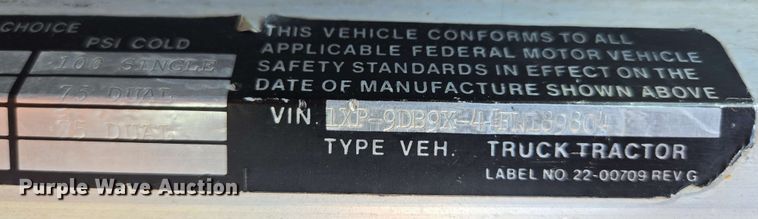 CHOICE
PSI COLD
100 SINGLE
75 DUAL
75 DUAL
THIS VEHICLE CONFORMS TO ALL
APPLICABLE FEDERAL MOTOR VEHICLE
SAFETY STANDARDS IN EFFECT ON THE
DATE OF MANUFACTURE SHOWN ABOVE
VIN.
TYPE VEH. TRUCK-TRACTOR
LABEL NO. 22-00709 REV.G
Purple Wave Auction